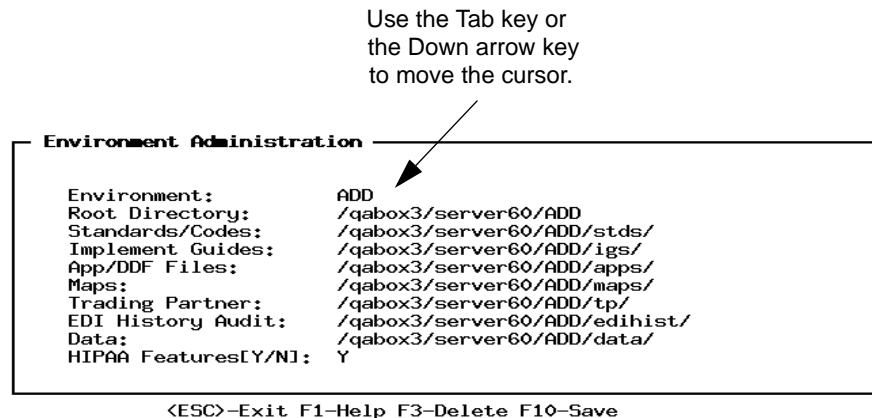 Use the Tab key or
the Down arrow key
to move the cursor.
Environment Administration
Environment: ADD
Root Directory: /qabox3/server60/ADD
Standards/Codes: /qabox3/server60/ADD/stds/
Implement Guides: /qabox3/server60/ADD/igs/
App/DDF Files: /qabox3/server60/ADD/apps/
Maps: /qabox3/server60/ADD/maps/
Trading Partner: /qabox3/server60/ADD/tp/
EDI History Audit: /qabox3/server60/ADD/edihist/
Data: /qabox3/server60/ADD/data/
HIPAA Features[Y/N]: Y
<ESC>-Exit F1-Help F3-Delete F10-Save